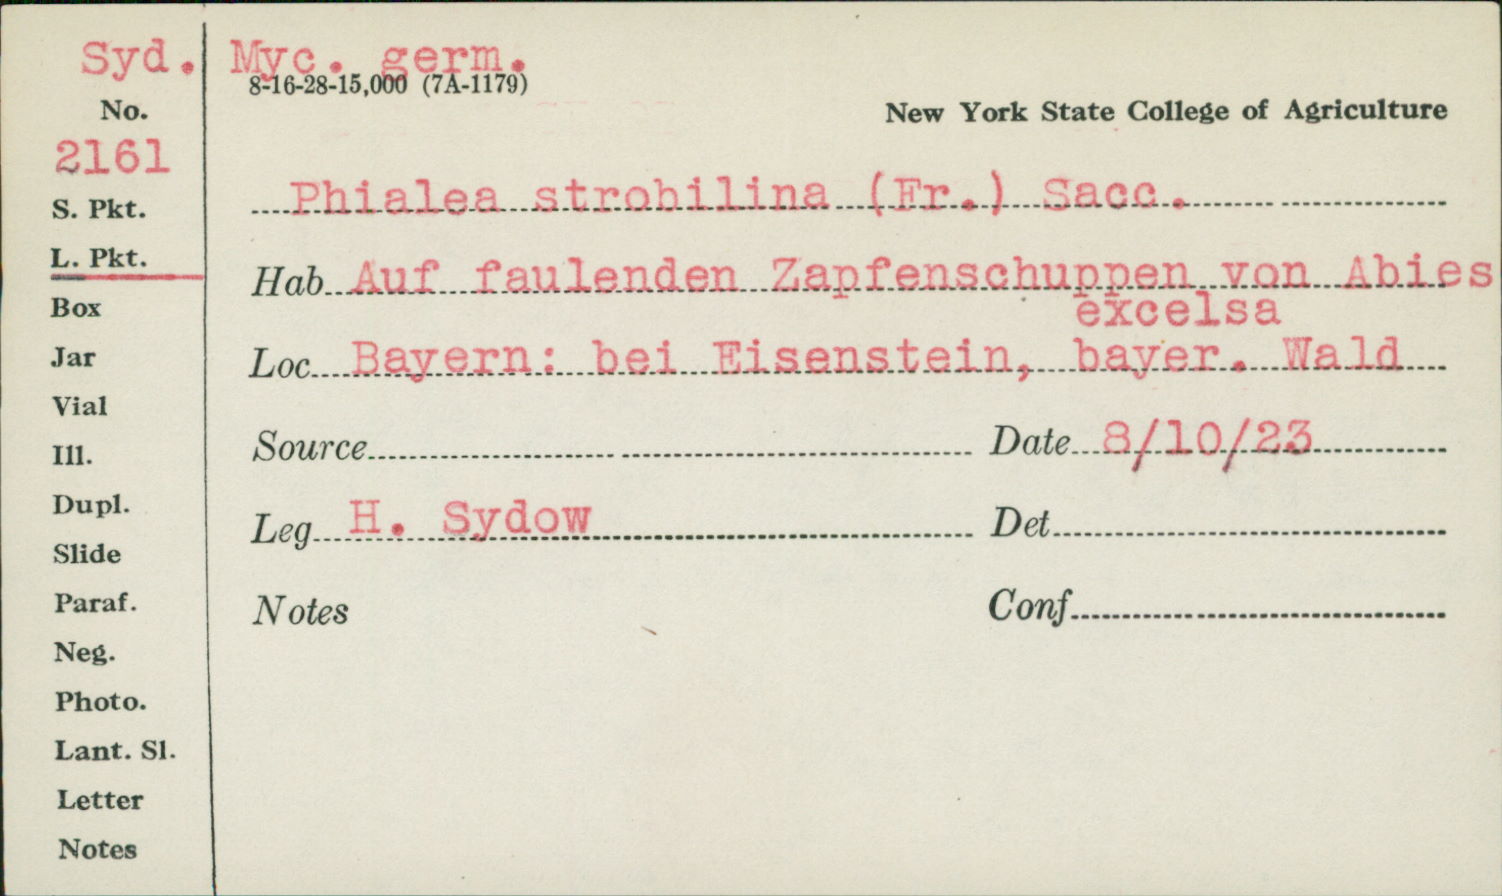 Syd. Myc. germ.
8-16-28-15,000 (7A-1179)
No.
New York State College of Agriculture
2161
Phialea strobilina (Fr.) Sacc.
S. Pkt.
L. Pkt.
Hab Auf faulenden Zapfenschuppen von Abies
excelsa
Box
Loc Bayern: bei Eisenstein, bayer. Wald
Jar
Vial
Source Date 8/10/23
Ill.
Dupl.
Leg H. Sydow Det
Slide
Paraf.
Notes Conf
Neg.
Photo.
Lant. Sl.
Letter
Notes